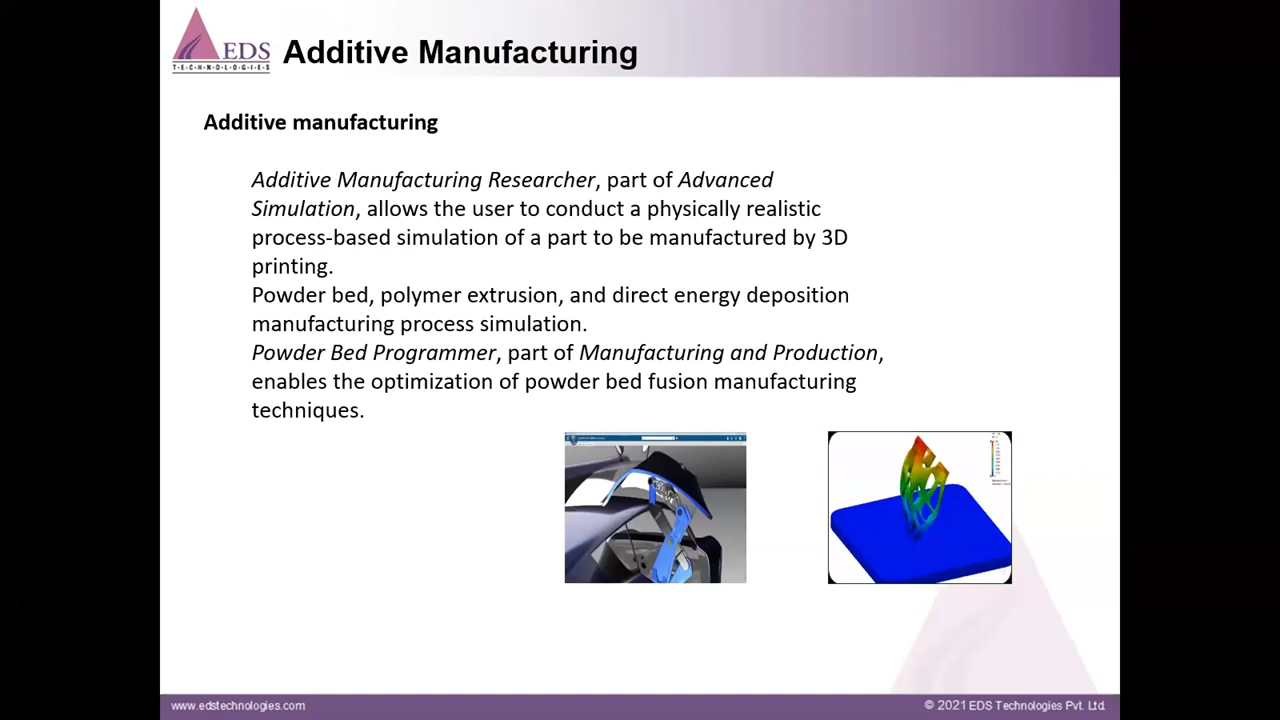 EDS
T·E·C·H·N·O·L·O·G·I·E·S
Additive Manufacturing
Additive manufacturing
Additive Manufacturing Researcher, part of Advanced
Simulation, allows the user to conduct a physically realistic
process-based simulation of a part to be manufactured by 3D
printing.
Powder bed, polymer extrusion, and direct energy deposition
manufacturing process simulation.
Powder Bed Programmer, part of Manufacturing and Production,
enables the optimization of powder bed fusion manufacturing
techniques.
www.edstechnologies.com
© 2021 EDS Technologies Pvt. Ltd.